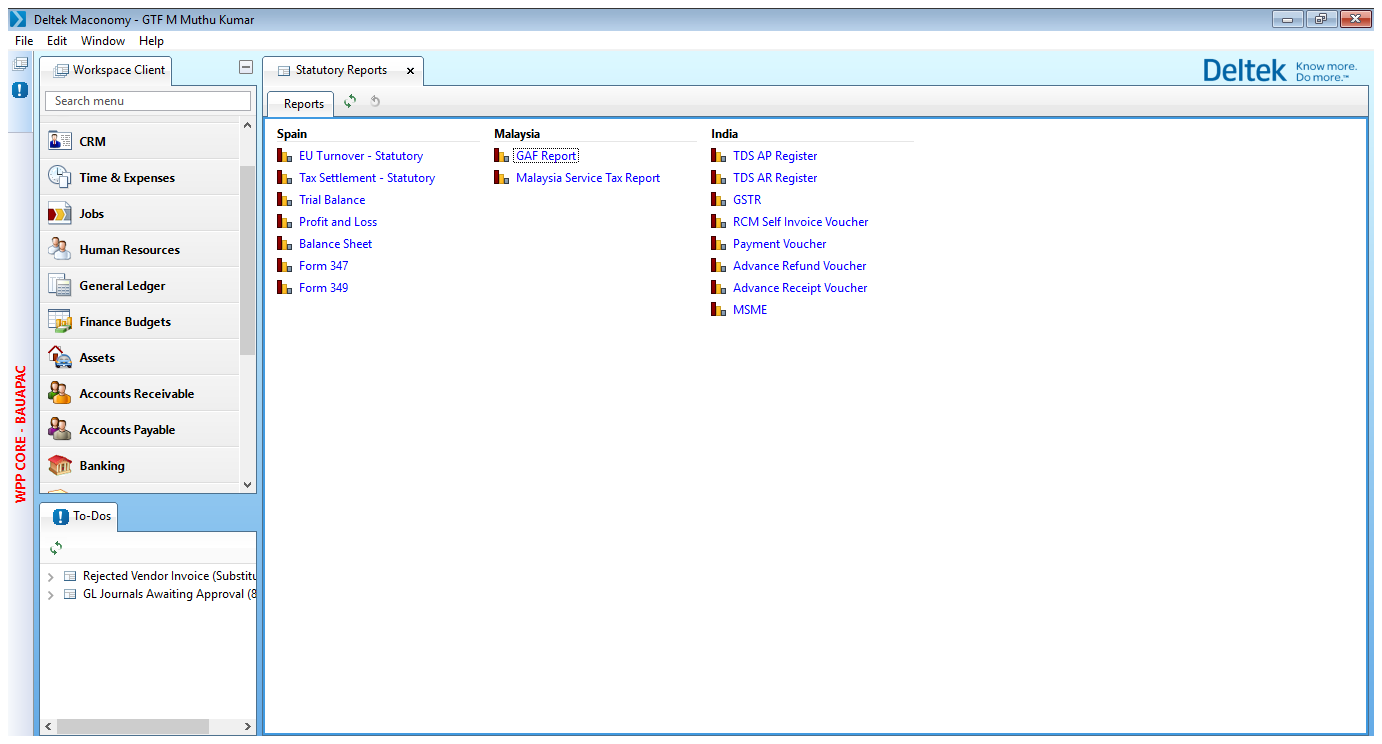 Deltek Maconomy - GTF M Muthu Kumar
File Edit Window Help
Workspace Client
Statutory Reports
Deltek Know more. Do more.™
Search menu
Reports
CRM
Time & Expenses
Jobs
Human Resources
General Ledger
Finance Budgets
Assets
Accounts Receivable
Accounts Payable
Banking
WPP CORE - BAUAPAC
To-Dos
Rejected Vendor Invoice (Substitu
GL Journals Awaiting Approval (8
Spain
EU Turnover - Statutory
Tax Settlement - Statutory
Trial Balance
Profit and Loss
Balance Sheet
Form 347
Form 349
Malaysia
GAF Report
Malaysia Service Tax Report
India
TDS AP Register
TDS AR Register
GSTR
RCM Self Invoice Voucher
Payment Voucher
Advance Refund Voucher
Advance Receipt Voucher
MSME